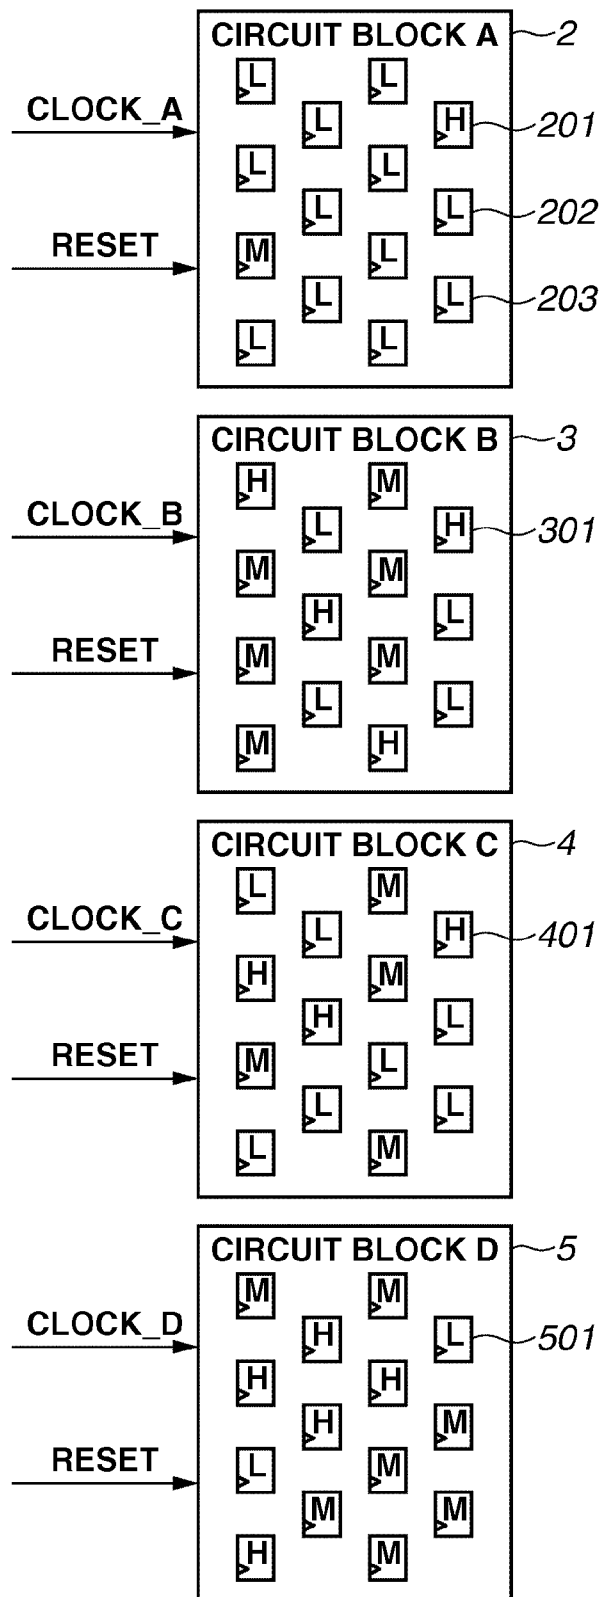 CIRCUIT BLOCK A 2
L L
CLOCK_A L H 201
L L
L L 202
RESET M L
L L 203
L L
CIRCUIT BLOCK B 3
H M
CLOCK_B L H 301
M M
H L
RESET M M
L L
M H
CIRCUIT BLOCK C 4
L M
CLOCK_C L H 401
H M
H L
RESET M L
L L
L M
CIRCUIT BLOCK D 5
M M
CLOCK_D H L 501
H H
H M
RESET L M
M M
H M